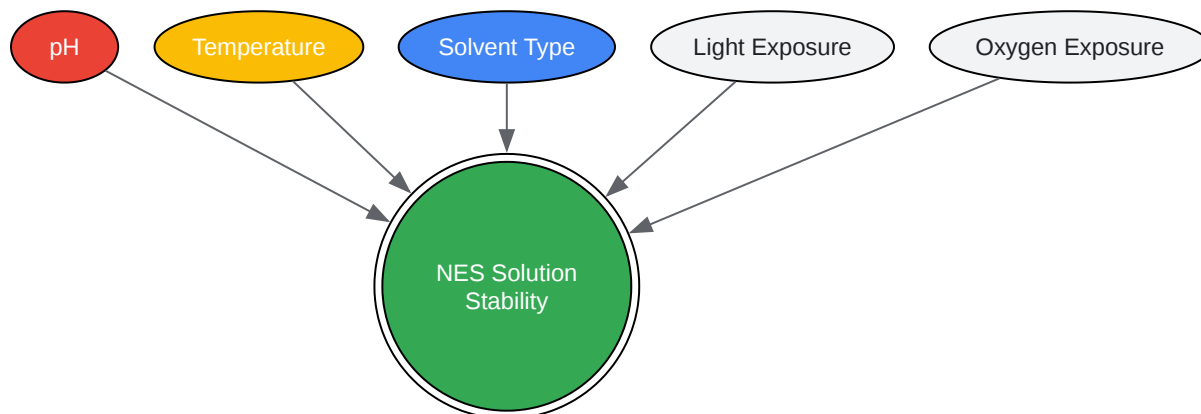 pH
Temperature
Solvent Type
Light Exposure
Oxygen Exposure
NES Solution
Stability